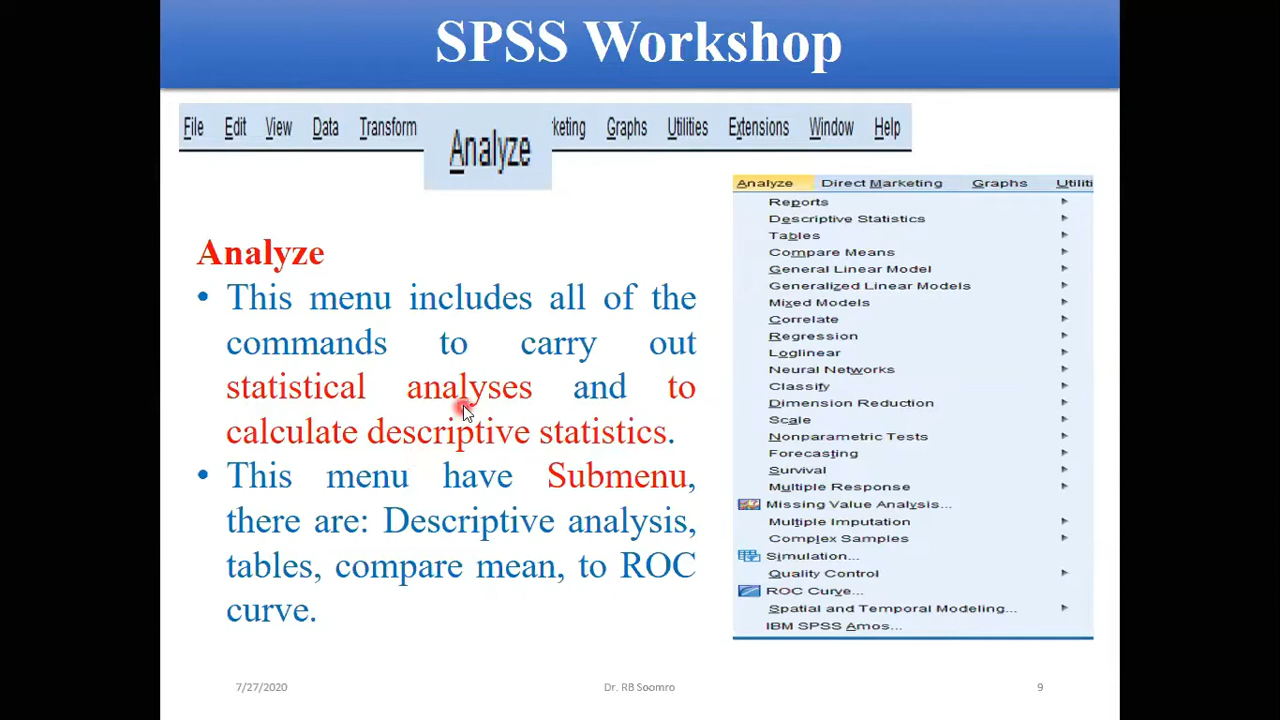 SPSS Workshop
File Edit View Data Transform Analyze keting Graphs Utilities Extensions Window Help
Analyze Direct Marketing Graphs Utiliti
Reports
Descriptive Statistics
Tables
Compare Means
General Linear Model
Generalized Linear Models
Mixed Models
Correlate
Regression
Loglinear
Neural Networks
Classify
Dimension Reduction
Scale
Nonparametric Tests
Forecasting
Survival
Multiple Response
Missing Value Analysis...
Multiple Imputation
Complex Samples
Simulation...
Quality Control
ROC Curve...
Spatial and Temporal Modeling...
IBM SPSS Amos...
Analyze
• This menu includes all of the
commands to carry out
statistical analyses and to
calculate descriptive statistics.
• This menu have Submenu,
there are: Descriptive analysis,
tables, compare mean, to ROC
curve.
7/27/2020 Dr. RB Soomro 9